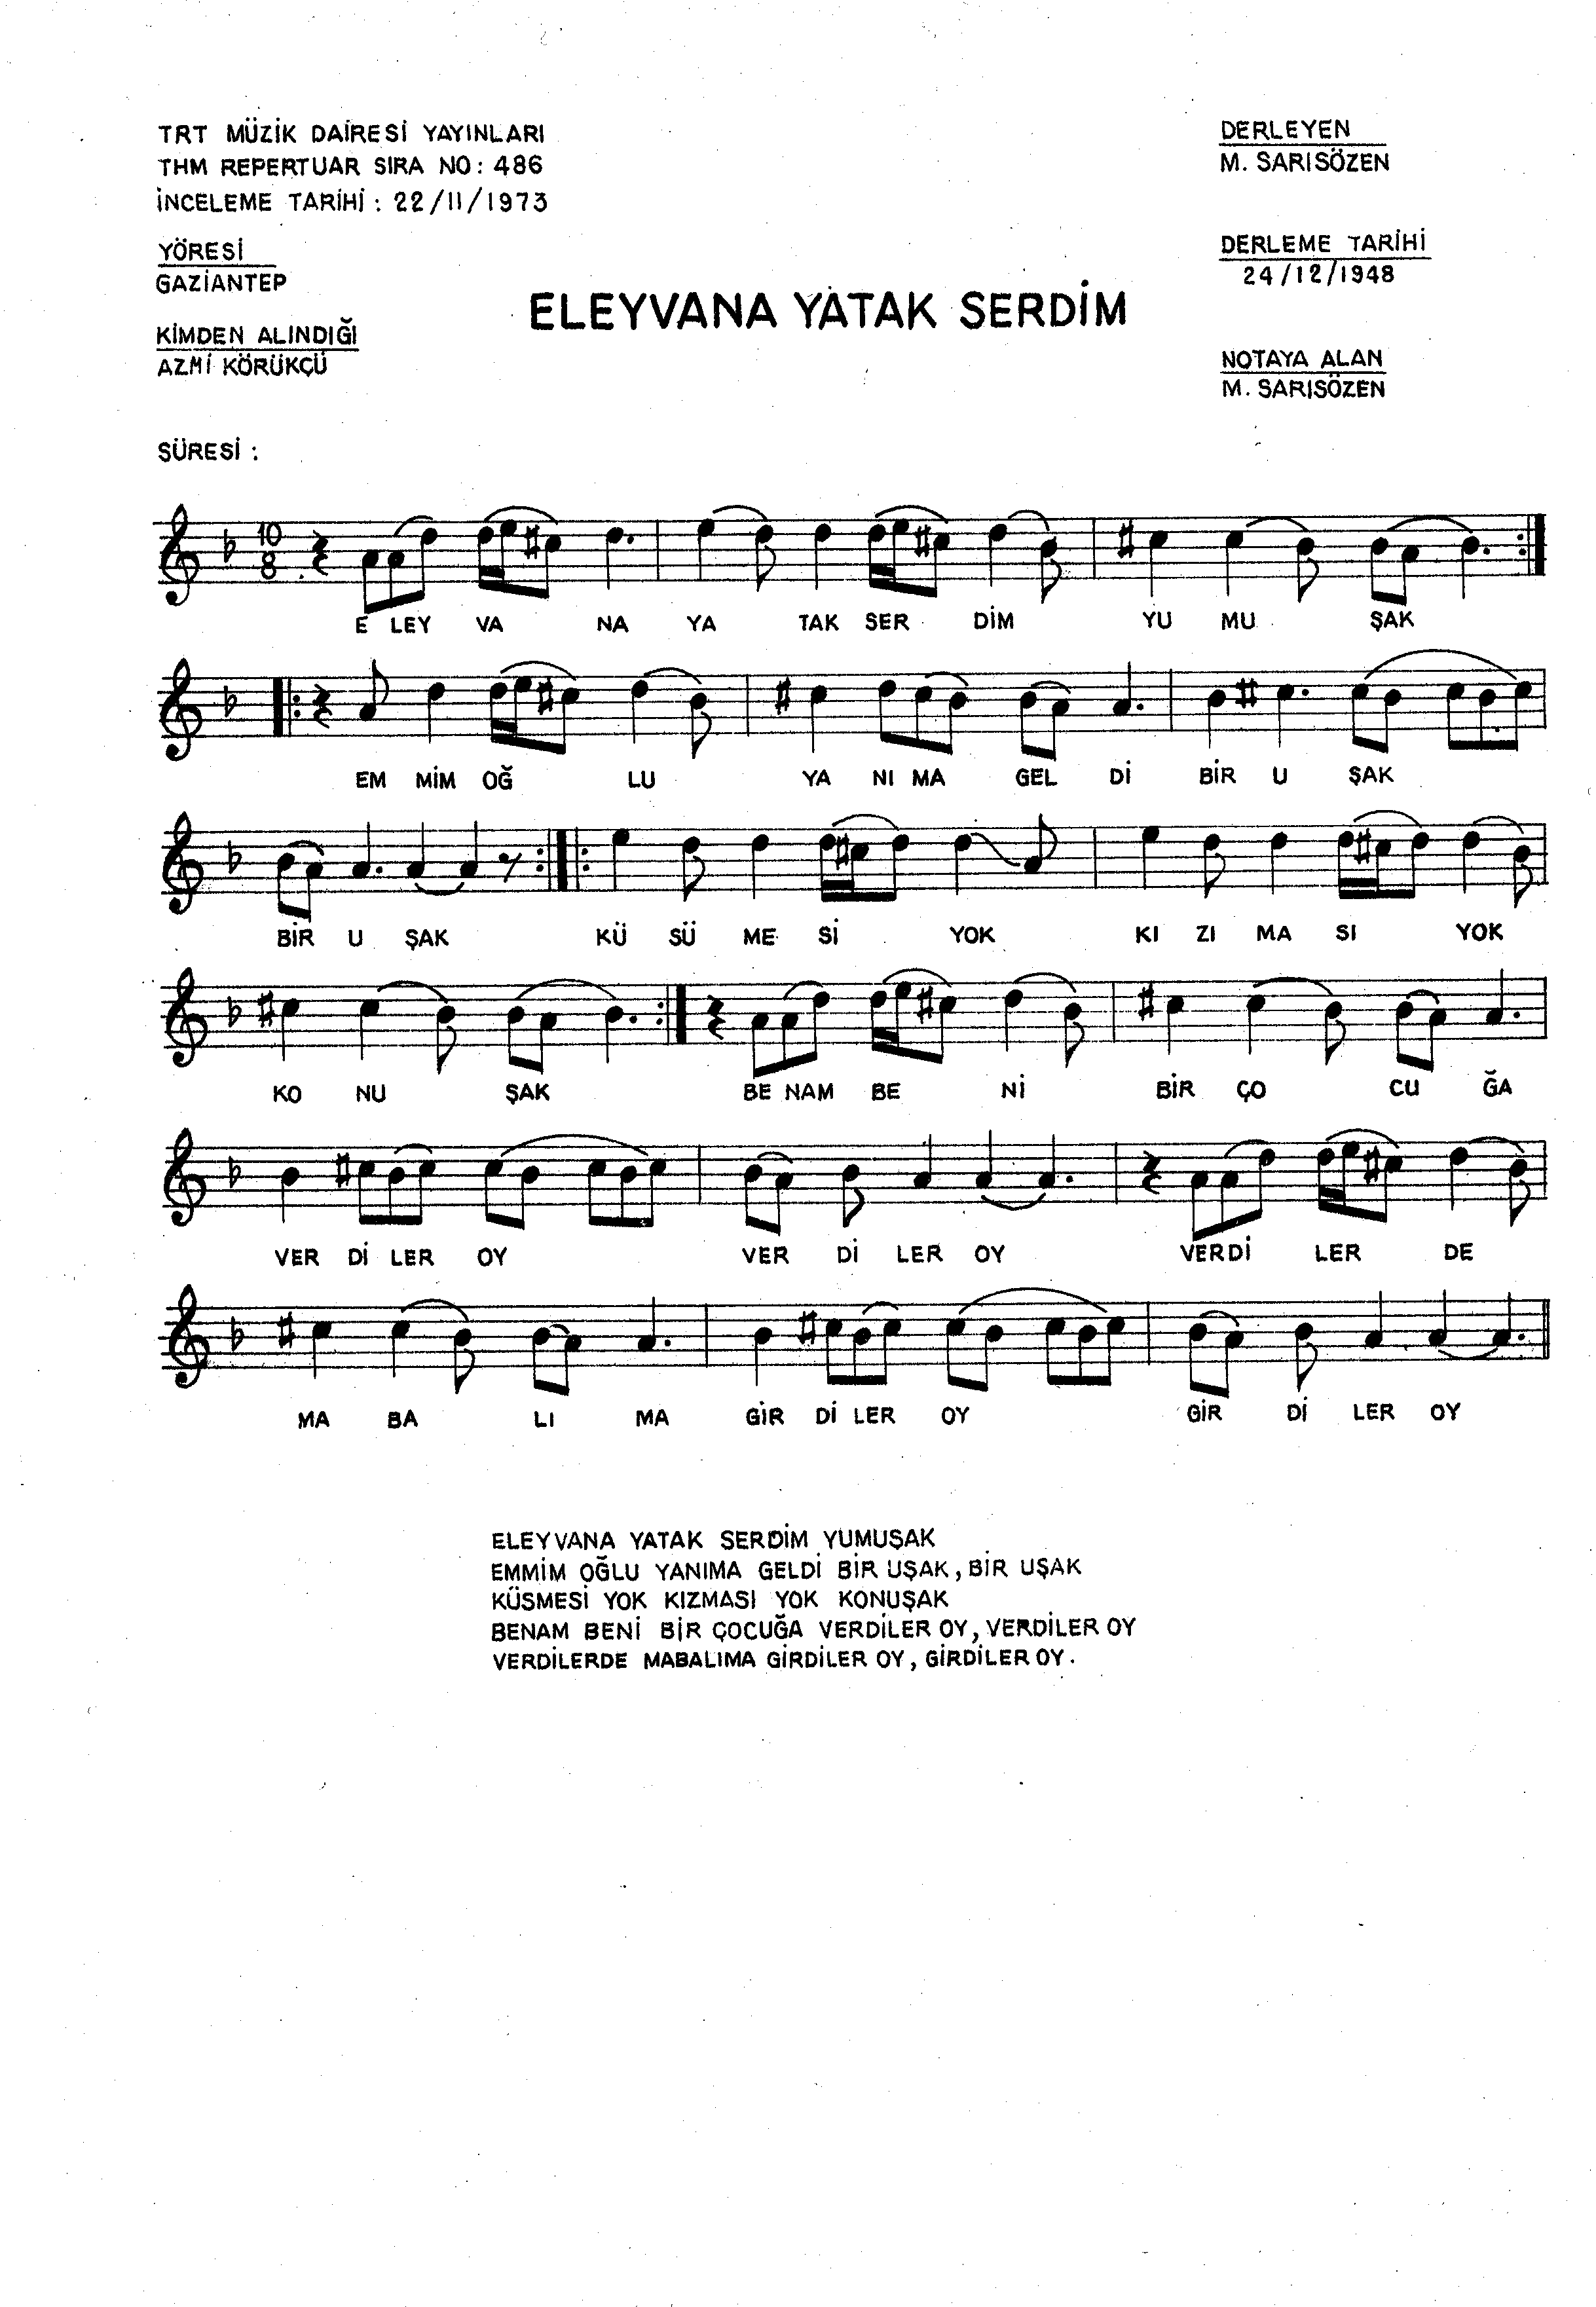 TRT MÜZİK DAİRESİ YAYINLARI
THM REPERTUAR SIRA NO: 486
İNCELEME TARİHİ: 22/11/1973
YÖRESİ
GAZİANTEP
KİMDEN ALINDIĞI
AZMİ KÖRÜKÇÜ
SÜRESİ :
DERLEYEN
M. SARISÖZEN
DERLEME TARİHİ
24/12/1948
NOTAYA ALAN
M. SARISÖZEN
ELEYVANA YATAK SERDİM
10
8
E LEY VA NA YA TAK SER DİM YU MU ŞAK
EM MİM OĞ LU YA NI MA GEL Dİ BİR U ŞAK
BİR U ŞAK KÜ SÜ ME Sİ YOK KI ZI MA SI YOK
KO NU ŞAK BE NAM BE Nİ BİR ÇO CU ĞA
VER Dİ LER OY VER Dİ LER OY VERDİ LER DE
MA BA LI MA GİR Dİ LER OY GİR Dİ LER OY
ELEYVANA YATAK SERDİM YUMUŞAK
EMMİM OĞLU YANIMA GELDİ BİR UŞAK, BİR UŞAK
KÜSMESİ YOK KIZMASI YOK KONUŞAK
BENAM BENİ BİR ÇOCUĞA VERDİLER OY, VERDİLER OY
VERDİLERDE MABALIMA GİRDİLER OY, GİRDİLER OY.